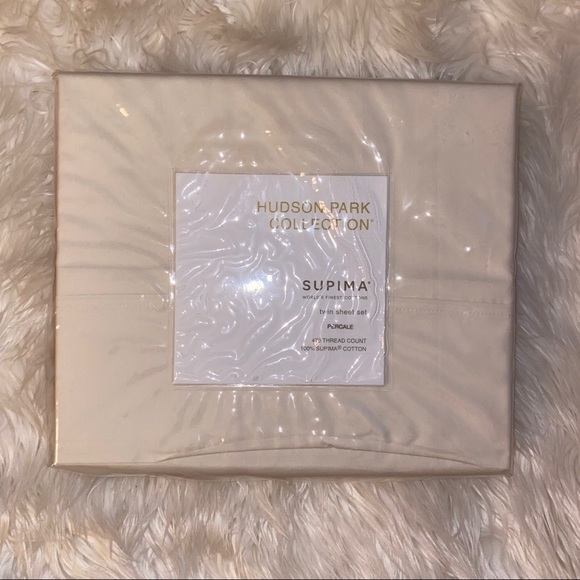 HUDSON PARK
COLLECTION®
SUPIMA®
WORLD'S FINEST COTTONS
twin sheet set
PERCALE
THREAD COUNT
100% SUPIMA® COTTON